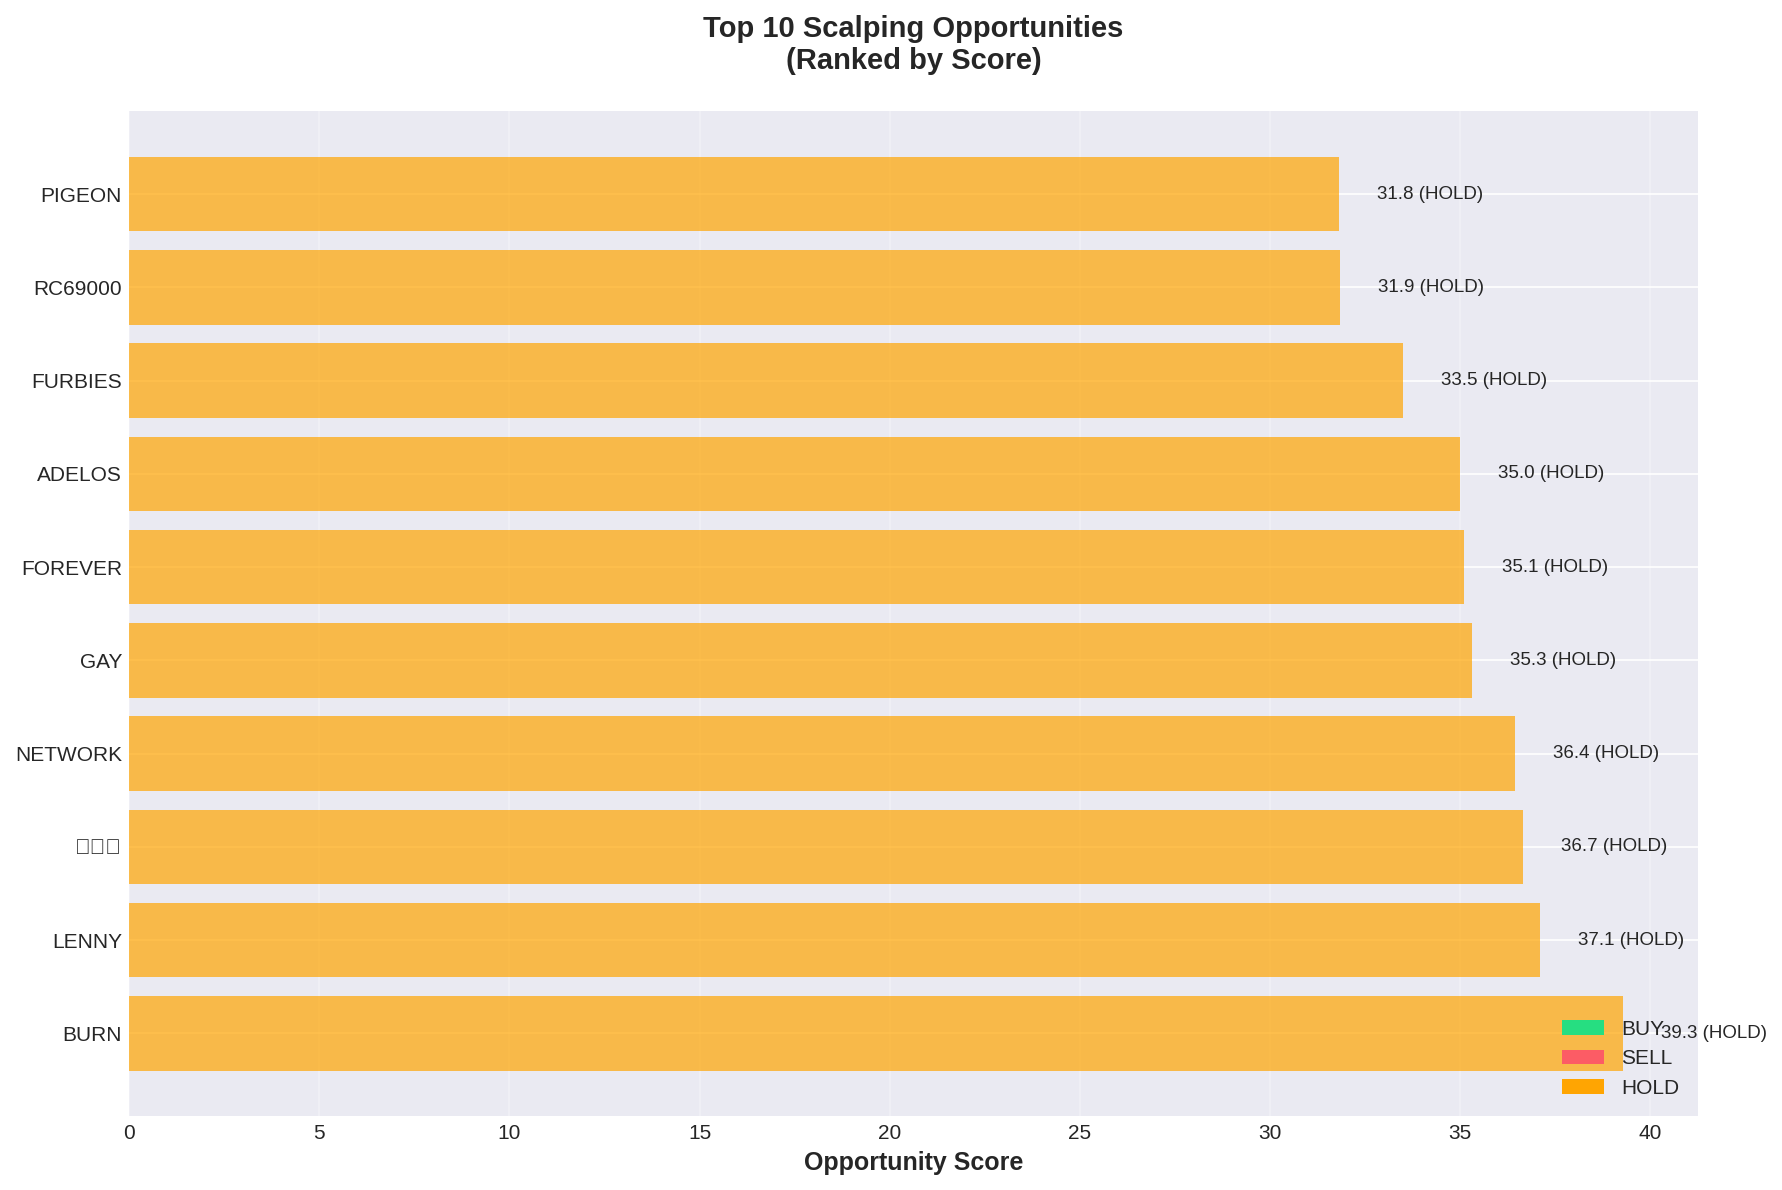 Top 10 Scalping Opportunities
(Ranked by Score)
PIGEON 31.8 (HOLD)
RC69000 31.9 (HOLD)
FURBIES 33.5 (HOLD)
ADELOS 35.0 (HOLD)
FOREVER 35.1 (HOLD)
GAY 35.3 (HOLD)
NETWORK 36.4 (HOLD)
36.7 (HOLD)
LENNY 37.1 (HOLD)
BURN 39.3 (HOLD)
BUY
SELL
HOLD
0 5 10 15 20 25 30 35 40
Opportunity Score